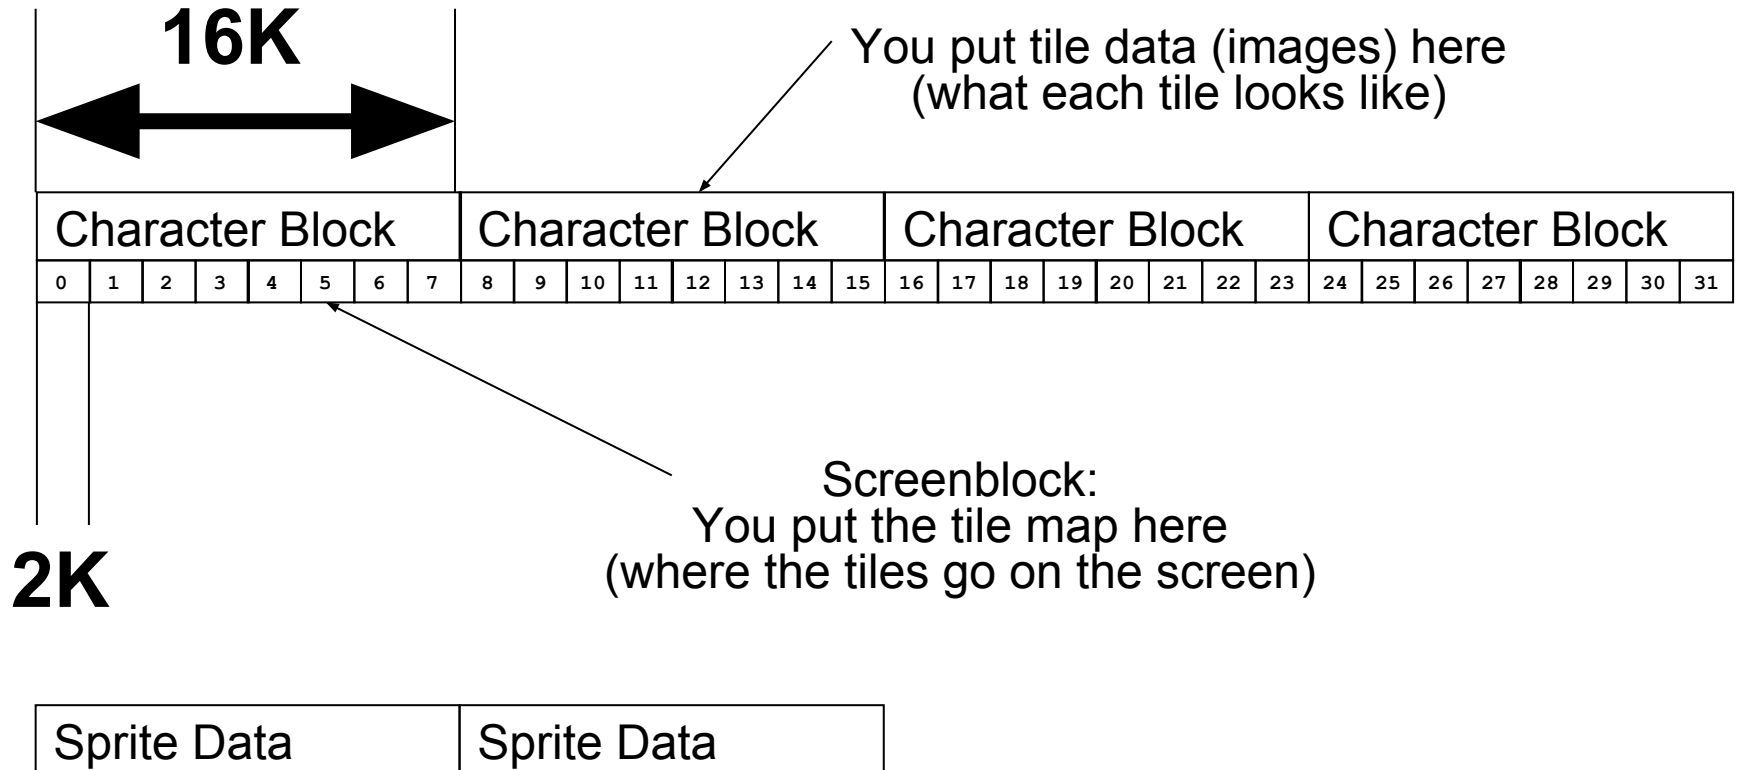 16K
You put tile data (images) here
(what each tile looks like)
Character Block Character Block Character Block Character Block
0 1 2 3 4 5 6 7 8 9 10 11 12 13 14 15 16 17 18 19 20 21 22 23 24 25 26 27 28 29 30 31
Screenblock:
You put the tile map here
(where the tiles go on the screen)
2K
Sprite Data Sprite Data